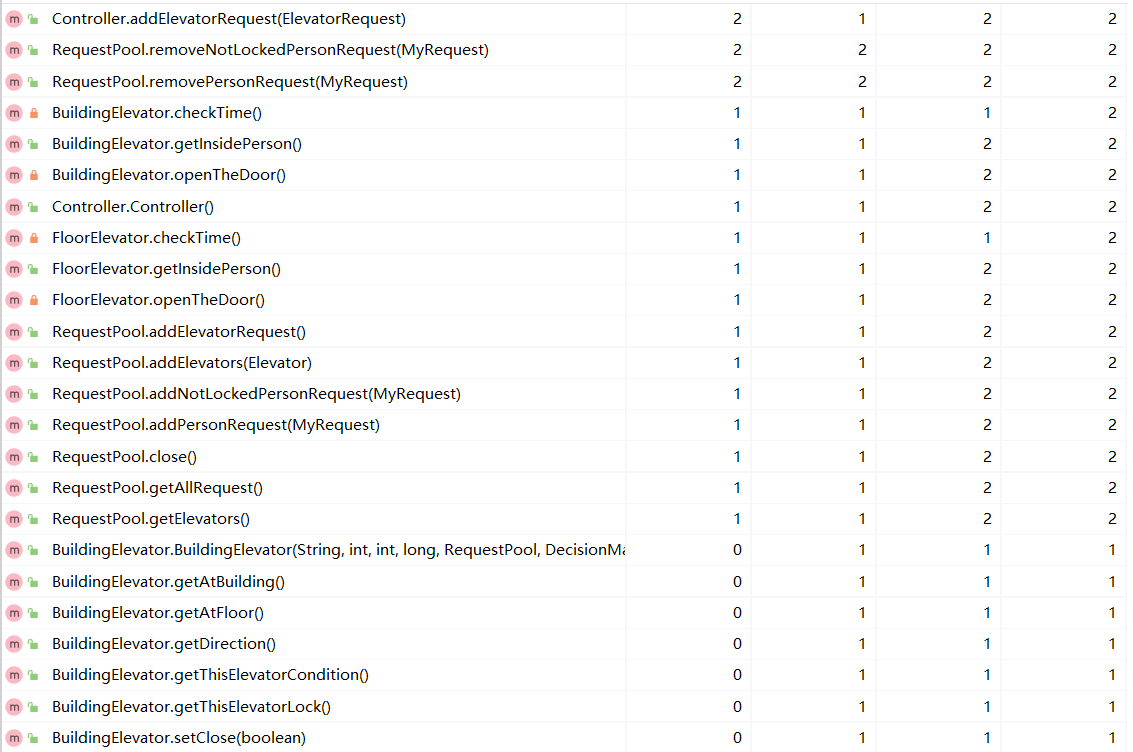 m Controller.addElevatorRequest(ElevatorRequest) 2 1 2 2
m RequestPool.removeNotLockedPersonRequest(MyRequest) 2 2 2 2
m RequestPool.removePersonRequest(MyRequest) 2 2 2 2
m BuildingElevator.checkTime() 1 1 1 2
m BuildingElevator.getInsidePerson() 1 1 2 2
m BuildingElevator.openTheDoor() 1 1 2 2
m Controller.Controller() 1 1 2 2
m FloorElevator.checkTime() 1 1 1 2
m FloorElevator.getInsidePerson() 1 1 2 2
m FloorElevator.openTheDoor() 1 1 2 2
m RequestPool.addElevatorRequest() 1 1 2 2
m RequestPool.addElevators(Elevator) 1 1 2 2
m RequestPool.addNotLockedPersonRequest(MyRequest) 1 1 2 2
m RequestPool.addPersonRequest(MyRequest) 1 1 2 2
m RequestPool.close() 1 1 2 2
m RequestPool.getAllRequest() 1 1 2 2
m RequestPool.getElevators() 1 1 2 2
m BuildingElevator.BuildingElevator(String, int, int, long, RequestPool, DecisionMa 0 1 1 1
m BuildingElevator.getAtBuilding() 0 1 1 1
m BuildingElevator.getAtFloor() 0 1 1 1
m BuildingElevator.getDirection() 0 1 1 1
m BuildingElevator.getThisElevatorCondition() 0 1 1 1
m BuildingElevator.getThisElevatorLock() 0 1 1 1
m BuildingElevator.setClose(boolean) 0 1 1 1